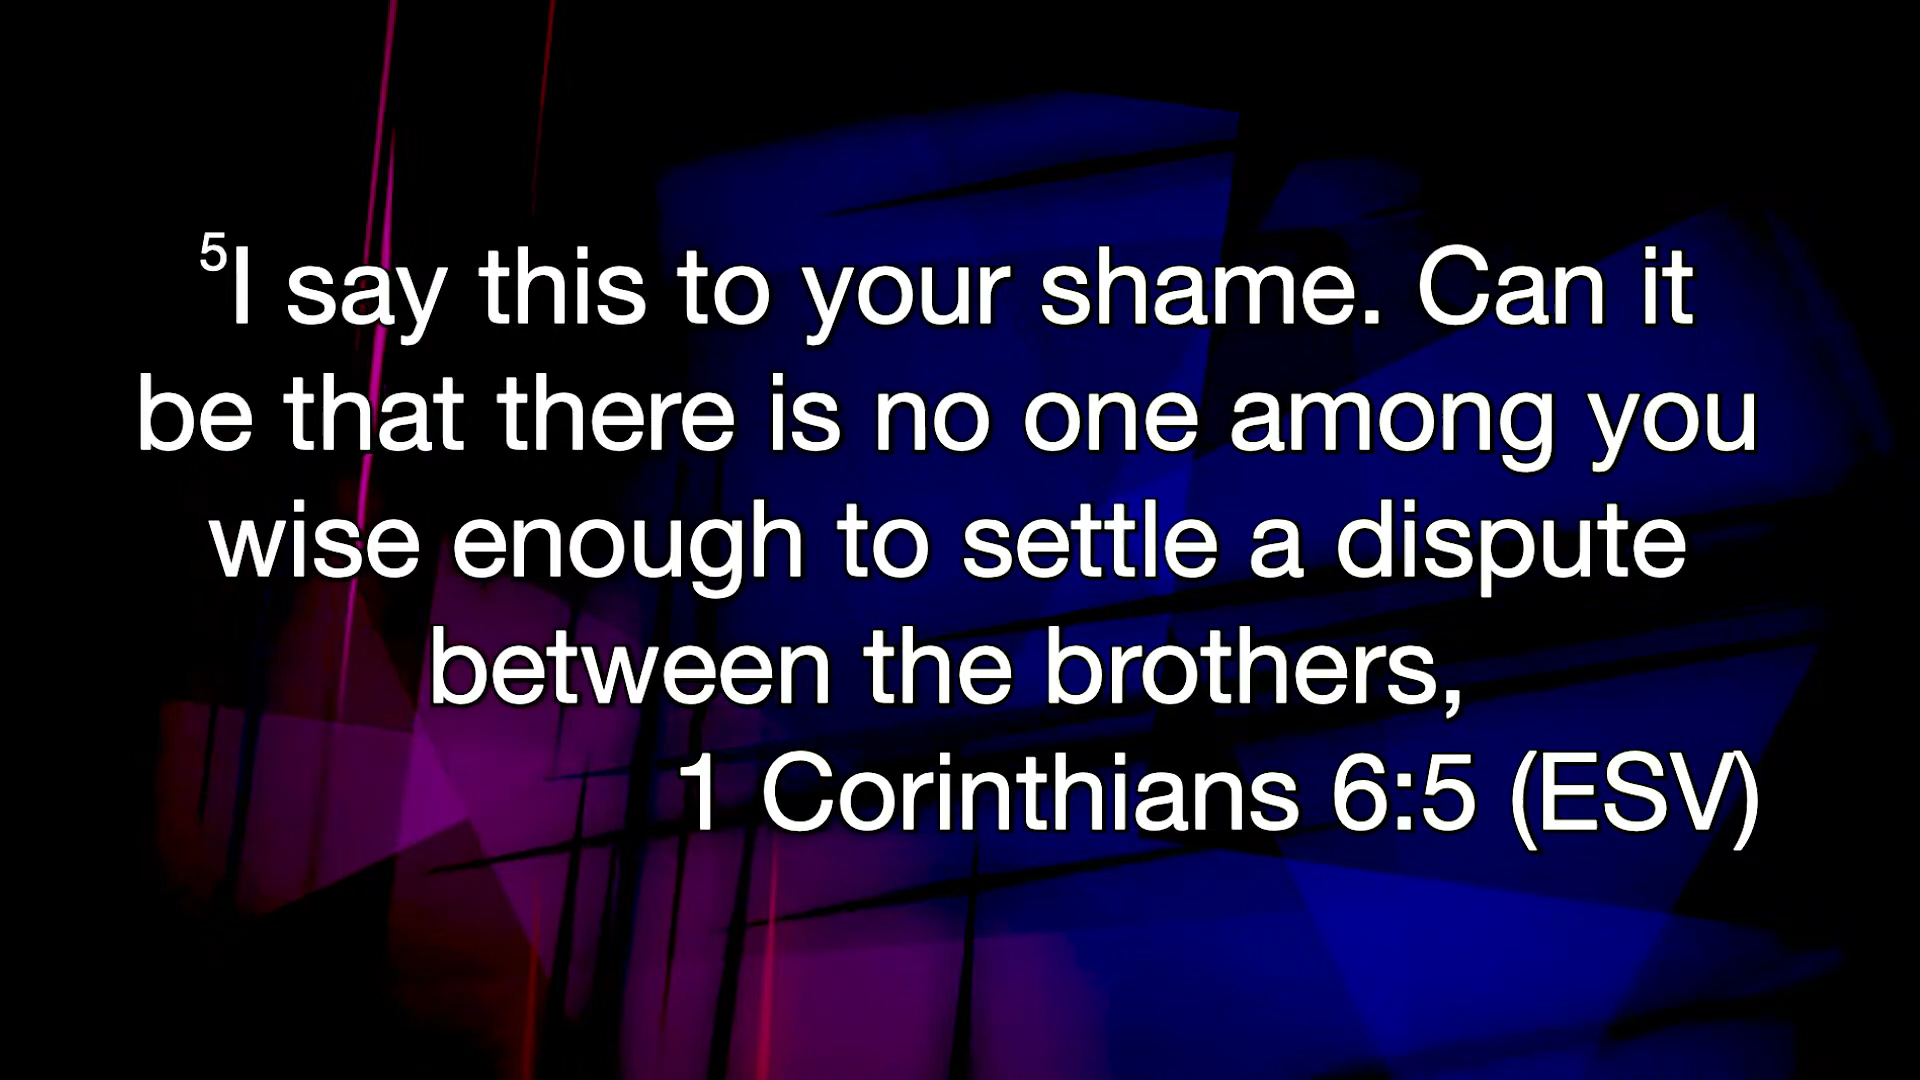 ⁵I say this to your shame. Can it
be that there is no one among you
wise enough to settle a dispute
between the brothers,
1 Corinthians 6:5 (ESV)